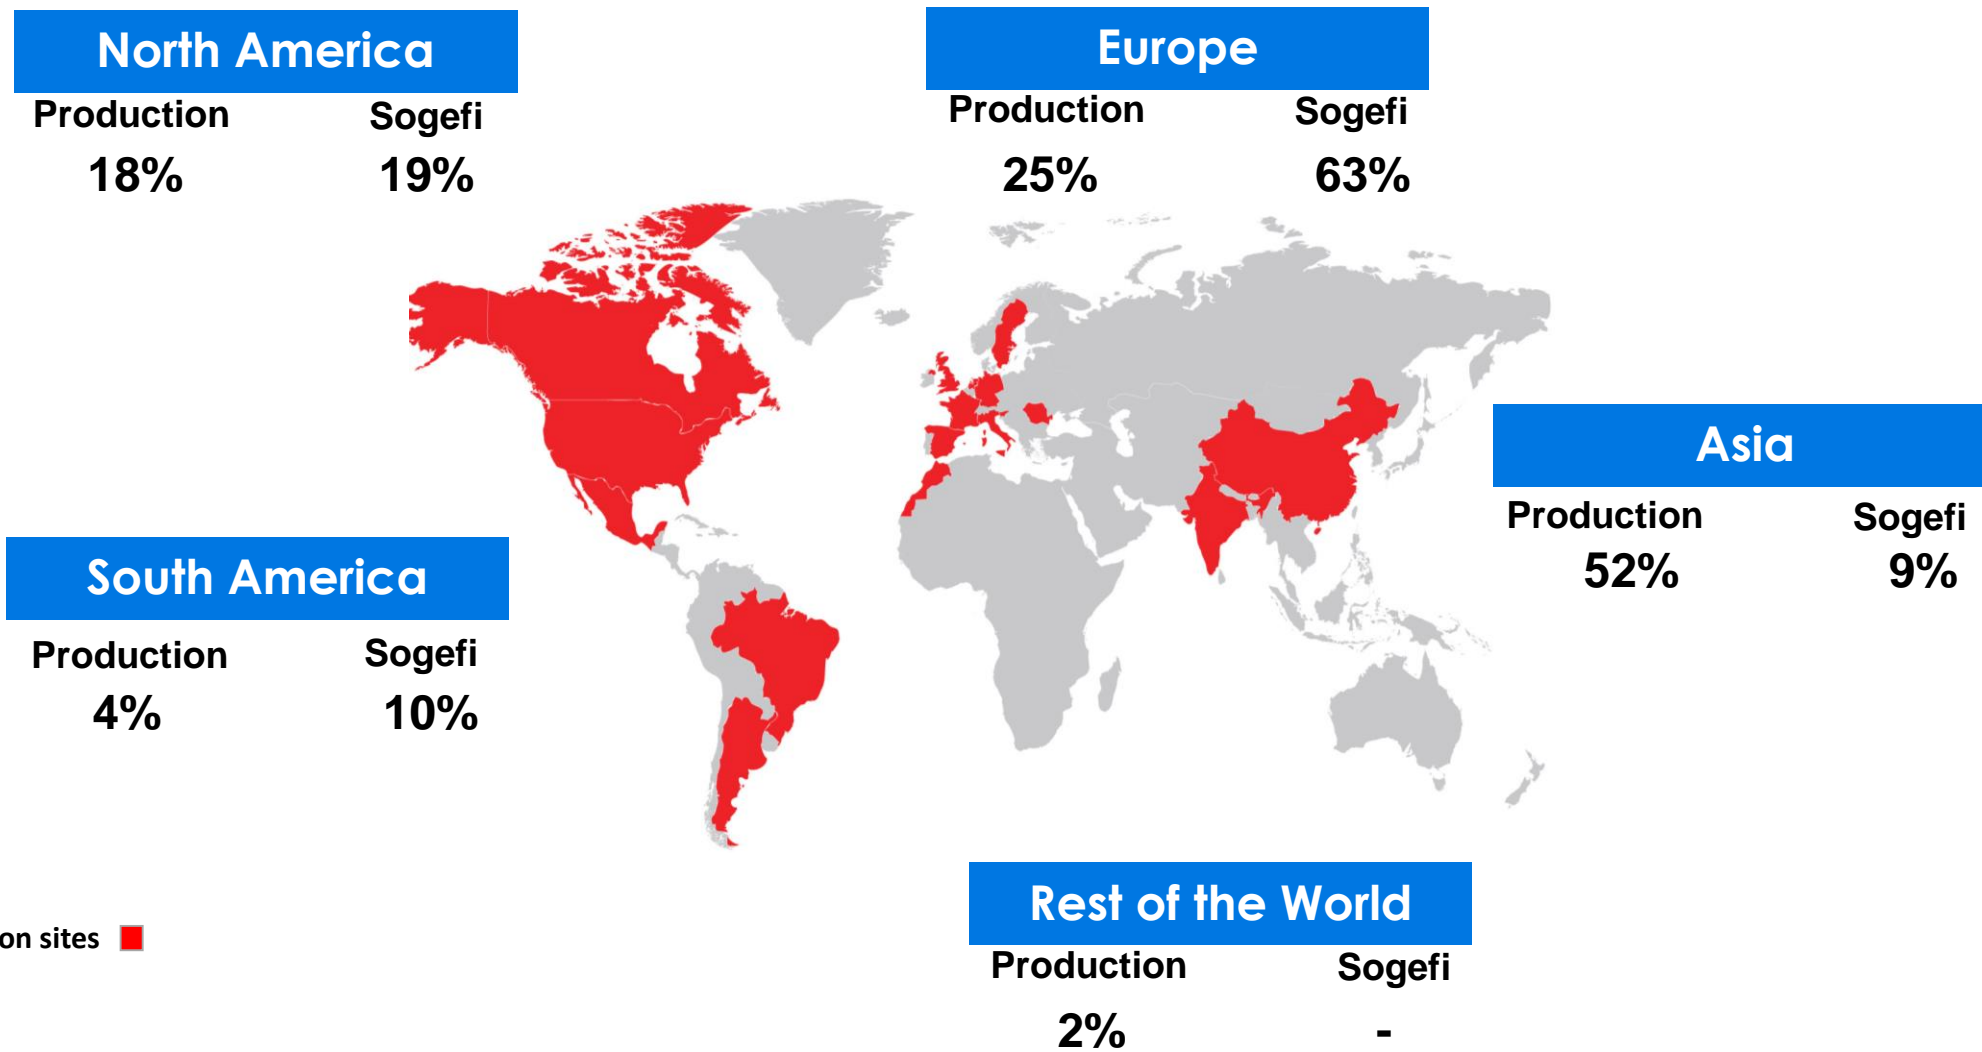 North America
Production Sogefi
18% 19%
Europe
Production Sogefi
25% 63%
Asia
Production Sogefi
52% 9%
South America
Production Sogefi
4% 10%
on sites
Rest of the World
Production Sogefi
2% -